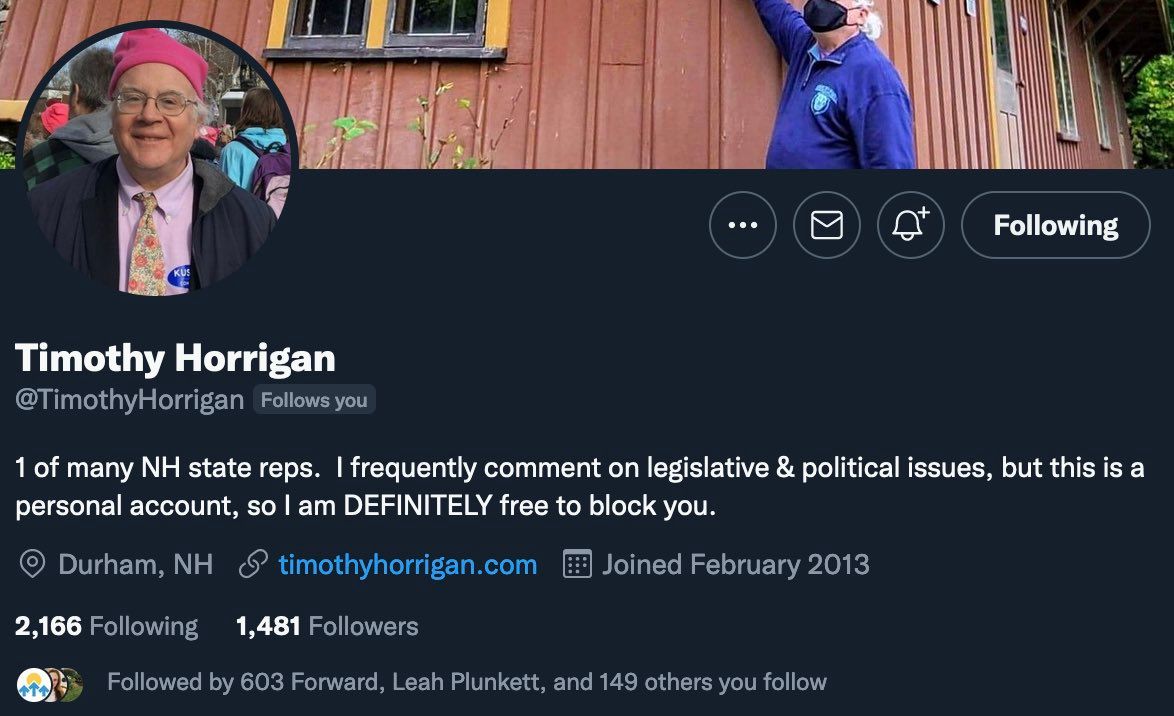 KUS
Following
Timothy Horrigan
@TimothyHorrigan Follows you
1 of many NH state reps.  I frequently comment on legislative & political issues, but this is a
personal account, so I am DEFINITELY free to block you.
Durham, NH timothyhorrigan.com Joined February 2013
2,166 Following 1,481 Followers
Followed by 603 Forward, Leah Plunkett, and 149 others you follow